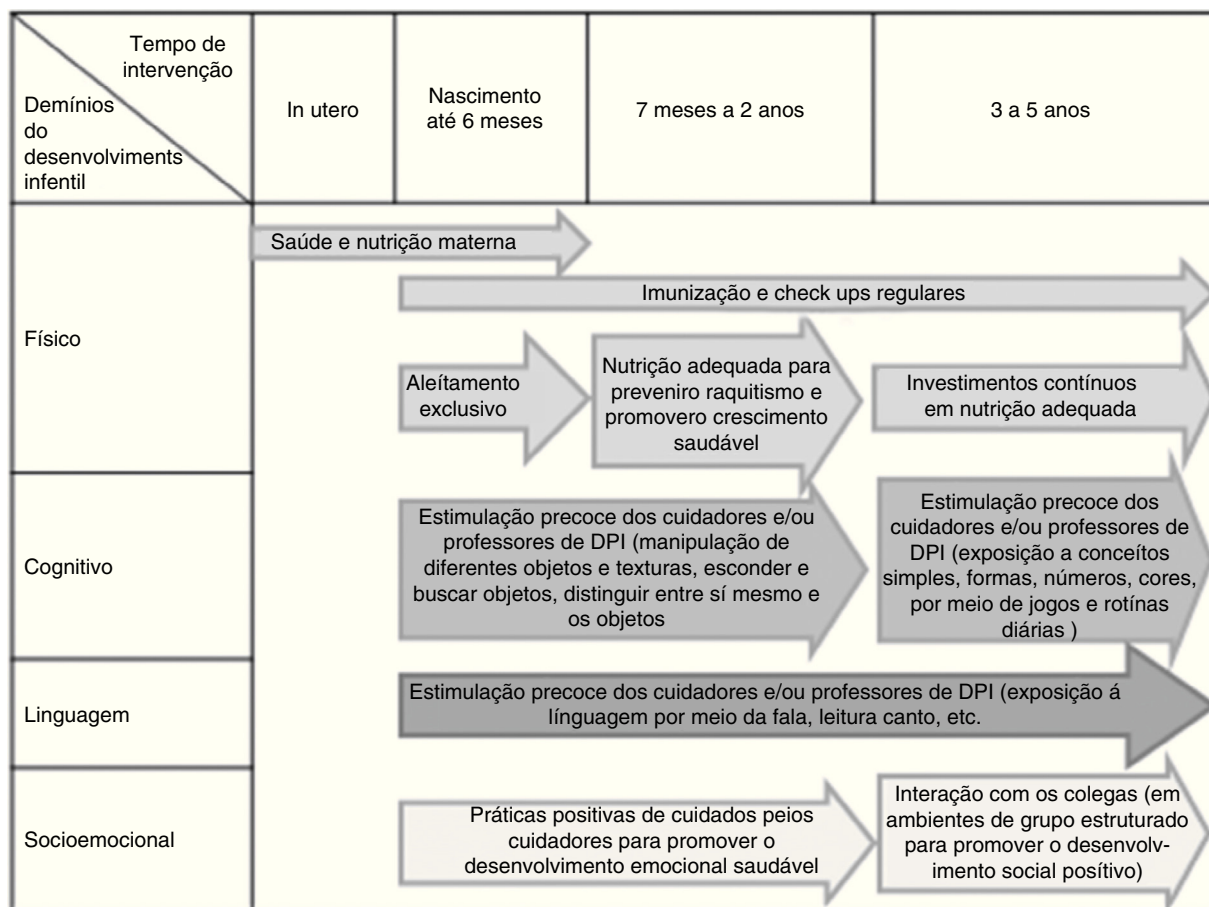 Tempo de
intervenção
Demínios
do
desenvolviments
infentil
In utero
Nascimento
até 6 meses
7 meses a 2 anos
3 a 5 anos
Físico
Saúde e nutrição materna
Imunização e check ups regulares
Aleítamento
exclusivo
Nutrição adequada para
preveniro raquitismo e
promovero crescimento
saudável
Investimentos contínuos
em nutrição adequada
Cognitivo
Estimulação precoce dos cuidadores e/ou
professores de DPI (manipulação de
diferentes objetos e texturas, esconder e
buscar objetos, distinguir entre sí mesmo e
os objetos
Estimulação precoce dos
cuidadores e/ou professores de
DPI (exposição a conceítos
simples, formas, números, cores,
por meio de jogos e rotínas
diárias )
Linguagem
Estimulação precoce dos cuidadores e/ou professores de DPI (exposição á
línguagem por meio da fala, leitura canto, etc.
Socioemocional
Práticas positivas de cuidados peios
cuidadores para promover o
desenvolvimento emocional saudável
Interação com os colegas (em
ambientes de grupo estruturado
para promover o desenvolv-
imento social posítivo)